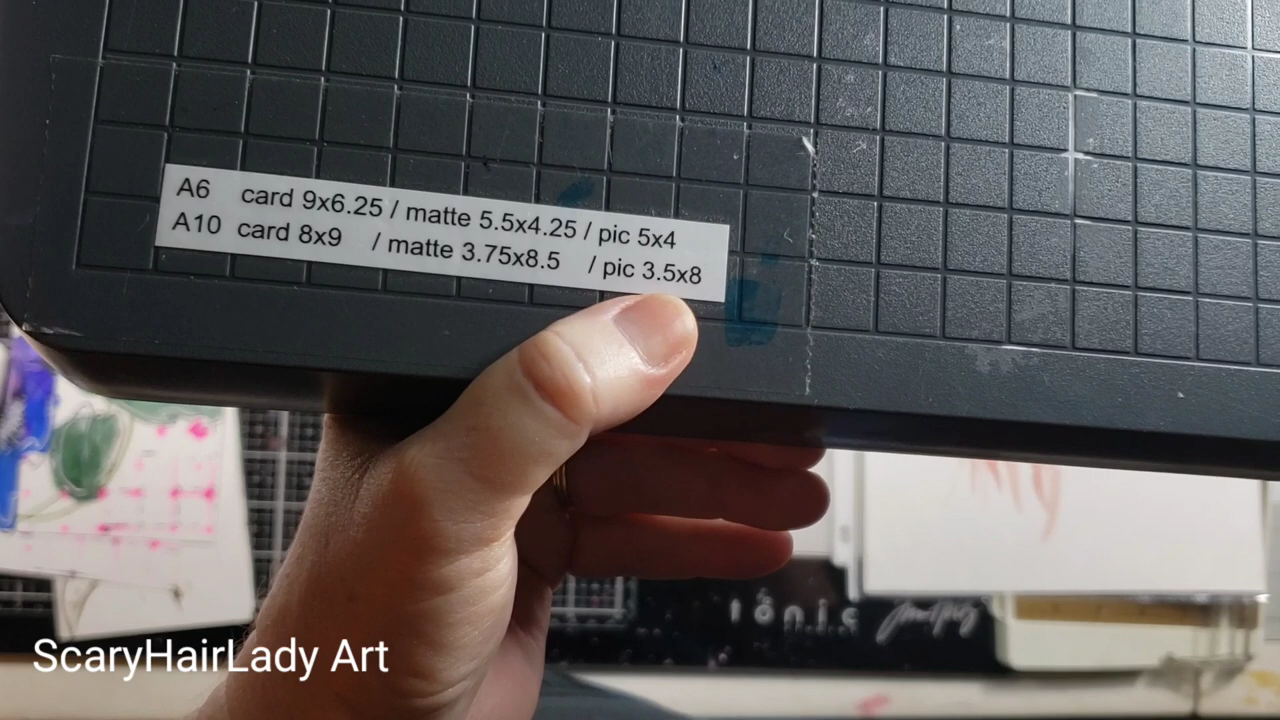 A6 card 9x6.25 / matte 5.5x4.25 / pic 5x4
A10 card 8x9 / matte 3.75x8.5 / pic 3.5x8
tonic
ScaryHairLady Art